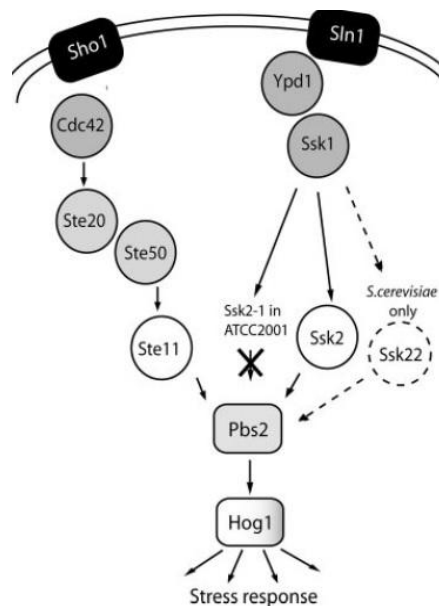 Sho1
Sln1
Ypd1
Cdc42
Ssk1
Ste20
Ste50
S.cerevisiae
only
Ssk2-1 in
ATCC2001
Ste11
Ssk2
Ssk22
Pbs2
Hog1
Stress response